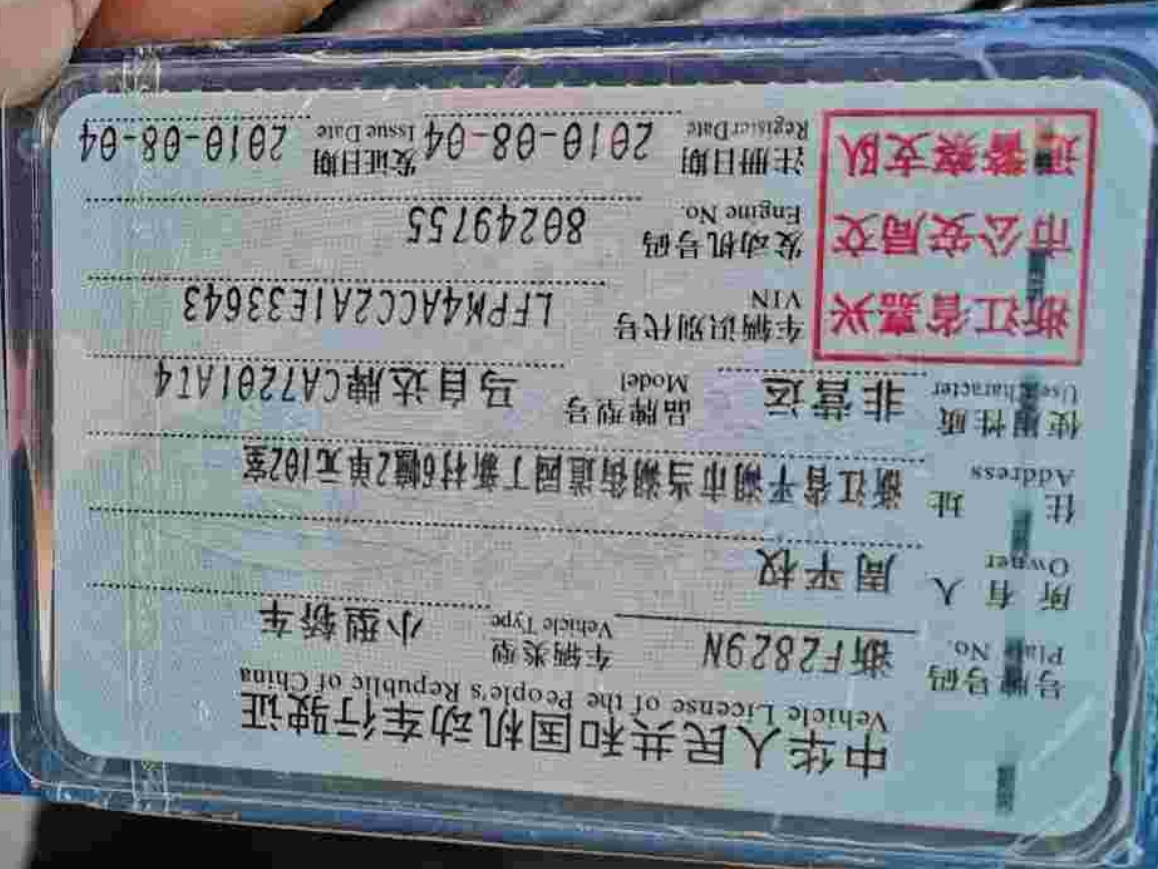 中华人民共和国机动车行驶证
Vehicle License of the People's Republic of China
号牌号码 浙F2829N 车辆类型 小型轿车
Plate No. Vehicle Type
所有人 周平权
Owner
住址 浙江省平湖市当湖街道园丁新村6幢2单元102室
Address
使用性质 非营运 品牌型号 马自达牌CA7201AT4
Use Character Model
浙江省嘉兴
市公安局交
通警察支队
车辆识别代号 LFPM4ACC2A1E33643
VIN
发动机号码 80249755
Engine No.
注册日期 2010-08-04 发证日期 2010-08-04
Register Date Issue Date